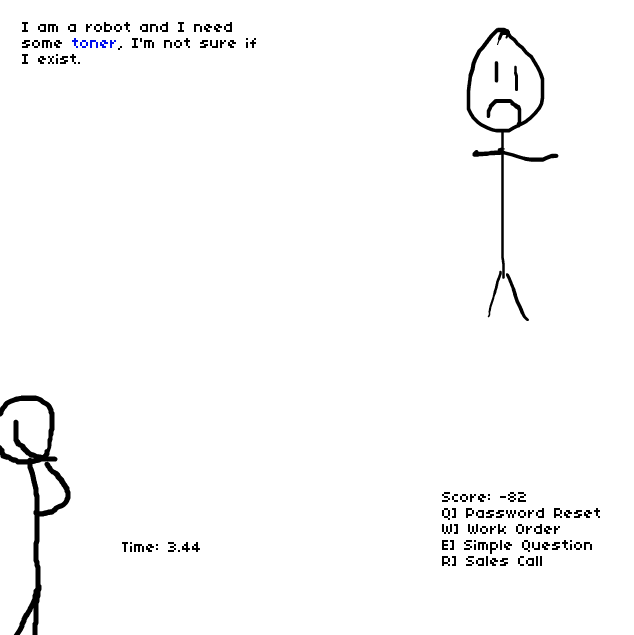 I am a robot and I need
some toner, I'm not sure if
I exist.
Time: 3.44
Score: -82
Q] Password Reset
W] Work Order
E] Simple Question
R] Sales Call